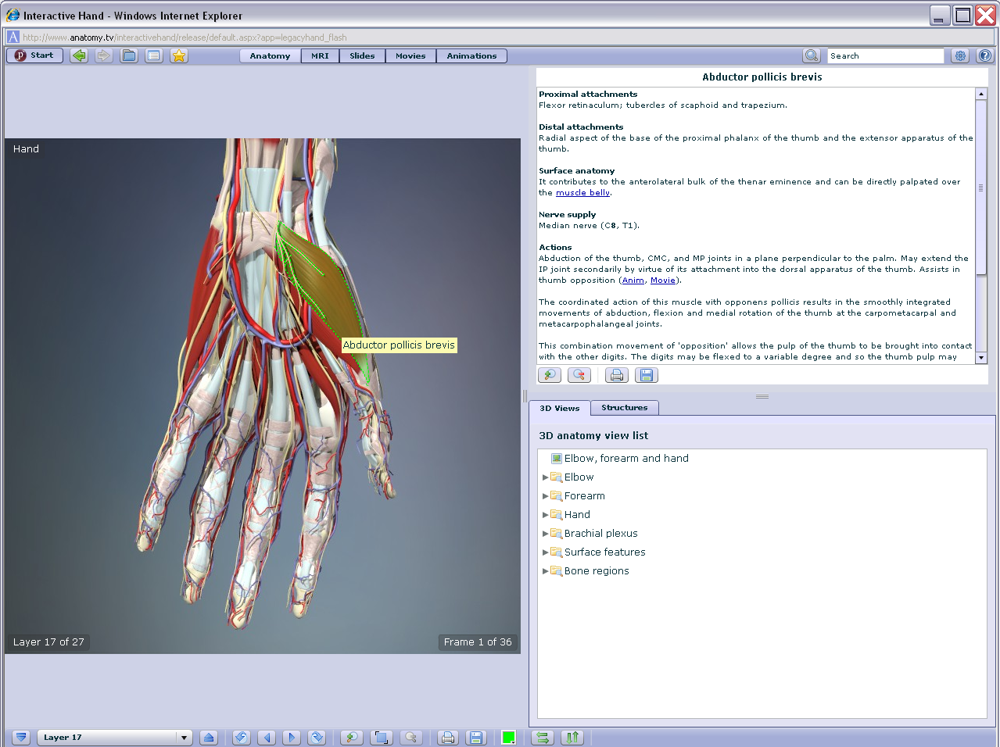 Interactive Hand - Windows Internet Explorer
http://www.anatomy.tv/interactivehand/release/default.aspx?app=legacyhand_flash
Start
Anatomy
MRI
Slides
Movies
Animations
Search
Hand
Abductor pollicis brevis
Layer 17 of 27
Frame 1 of 36
Layer 17
Abductor pollicis brevis
Proximal attachments
Flexor retinaculum; tubercles of scaphoid and trapezium.
Distal attachments
Radial aspect of the base of the proximal phalanx of the thumb and the extensor apparatus of the
thumb.
Surface anatomy
It contributes to the anterolateral bulk of the thenar eminence and can be directly palpated over
the muscle belly.
Nerve supply
Median nerve (C8, T1).
Actions
Abduction of the thumb, CMC, and MP joints in a plane perpendicular to the palm. May extend the
IP joint secondarily by virtue of its attachment into the dorsal apparatus of the thumb. Assists in
thumb opposition (Anim, Movie).
The coordinated action of this muscle with opponens pollicis results in the smoothly integrated
movements of abduction, flexion and medial rotation of the thumb at the carpometacarpal and
metacarpophalangeal joints.
This combination movement of 'opposition' allows the pulp of the thumb to be brought into contact
with the other digits. The digits may be flexed to a variable degree and so the thumb pulp may
3D Views
Structures
3D anatomy view list
Elbow, forearm and hand
Elbow
Forearm
Hand
Brachial plexus
Surface features
Bone regions